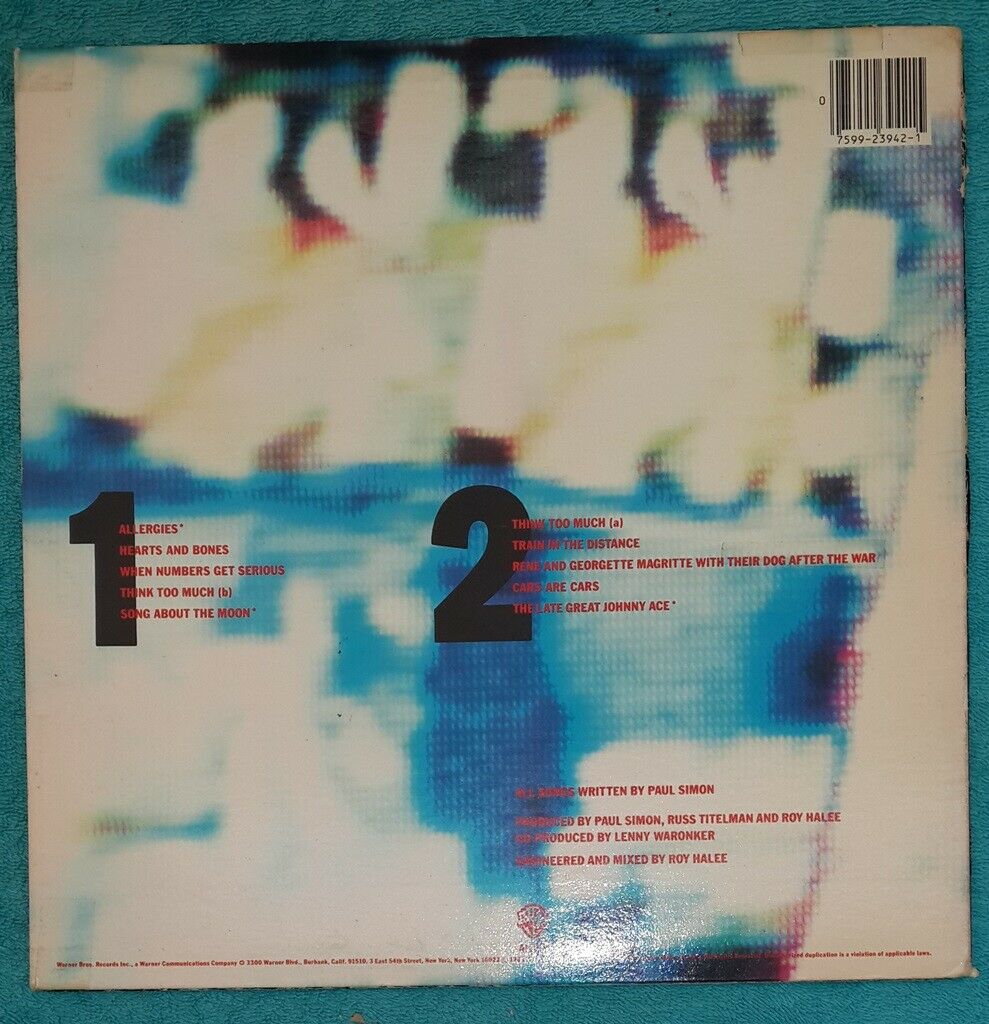 0
7599-23942-1
1
ALLERGIES*
HEARTS AND BONES
WHEN NUMBERS GET SERIOUS
THINK TOO MUCH (b)
SONG ABOUT THE MOON*
2
THINK TOO MUCH (a)
TRAIN IN THE DISTANCE
RENE AND GEORGETTE MAGRITTE WITH THEIR DOG AFTER THE WAR
CARS ARE CARS
THE LATE GREAT JOHNNY ACE*
ALL SONGS WRITTEN BY PAUL SIMON
PRODUCED BY PAUL SIMON, RUSS TITELMAN AND ROY HALEE
CO-PRODUCED BY LENNY WARONKER
ENGINEERED AND MIXED BY ROY HALEE
Warner Bros. Records Inc., a Warner Communications Company 3300 Warner Blvd., Burbank, Calif. 91510. 3 East 54th Street, New York, New York duplication is a violation of applicable laws.